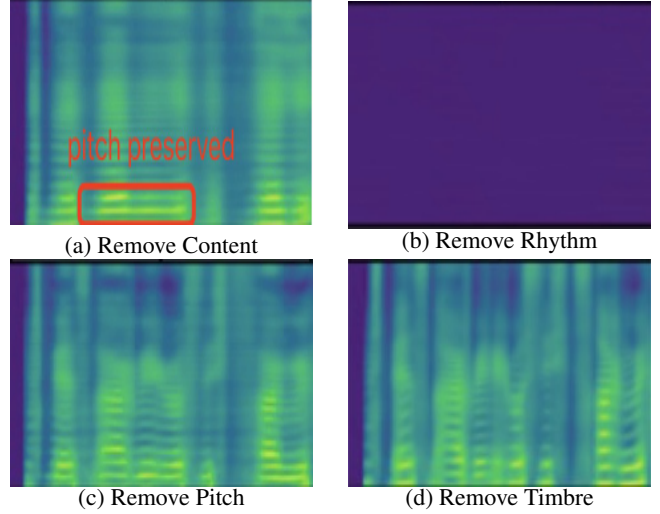 pitch preserved
(a) Remove Content
(b) Remove Rhythm
(c) Remove Pitch
(d) Remove Timbre